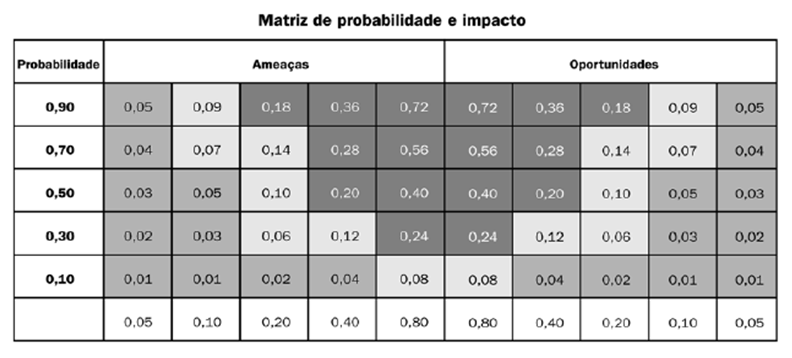 Matriz de probabilidade e impacto
Probabilidade Ameaças Oportunidades
0,90 0,05 0,09 0,18 0,36 0,72 0,72 0,36 0,18 0,09 0,05
0,70 0,04 0,07 0,14 0,28 0,56 0,56 0,28 0,14 0,07 0,04
0,50 0,03 0,05 0,10 0,20 0,40 0,40 0,20 0,10 0,05 0,03
0,30 0,02 0,03 0,06 0,12 0,24 0,24 0,12 0,06 0,03 0,02
0,10 0,01 0,01 0,02 0,04 0,08 0,08 0,04 0,02 0,01 0,01
0,05 0,10 0,20 0,40 0,80 0,80 0,40 0,20 0,10 0,05